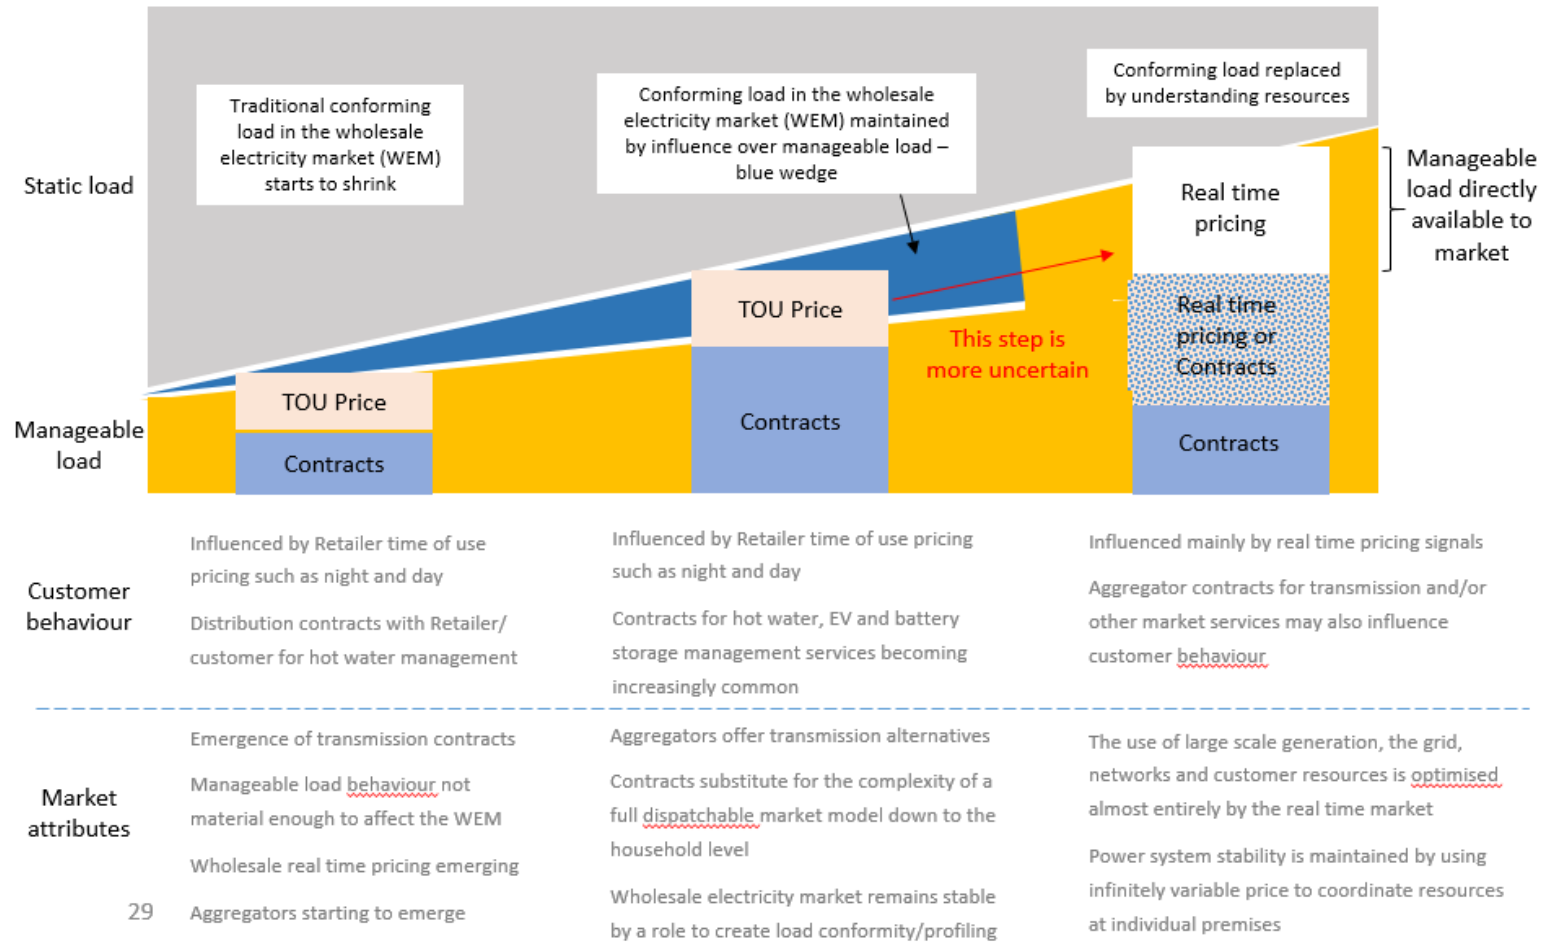 Traditional conforming
load in the wholesale
electricity market (WEM)
starts to shrink
Conforming load in the wholesale
electricity market (WEM) maintained
by influence over manageable load –
blue wedge
Conforming load replaced
by understanding resources
Static load
Manageable
load directly
available to
market
Real time
pricing
TOU Price
Real time
pricing or
Contracts
This step is
more uncertain
TOU Price
Contracts
Manageable
load
Contracts
Contracts
Customer
behaviour
Influenced by Retailer time of use
pricing such as night and day
Distribution contracts with Retailer/
customer for hot water management
Influenced by Retailer time of use pricing
such as night and day
Contracts for hot water, EV and battery
storage management services becoming
increasingly common
Influenced mainly by real time pricing signals
Aggregator contracts for transmission and/or
other market services may also influence
customer behaviour
Market
attributes
Emergence of transmission contracts
Manageable load behaviour not
material enough to affect the WEM
Wholesale real time pricing emerging
Aggregators starting to emerge
Aggregators offer transmission alternatives
Contracts substitute for the complexity of a
full dispatchable market model down to the
household level
Wholesale electricity market remains stable
by a role to create load conformity/profiling
The use of large scale generation, the grid,
networks and customer resources is optimised
almost entirely by the real time market
Power system stability is maintained by using
infinitely variable price to coordinate resources
at individual premises
29